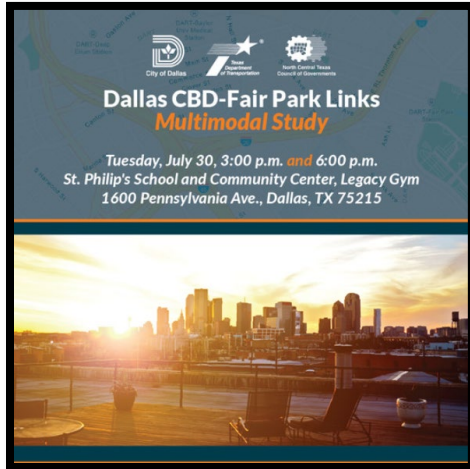 City of Dallas
Texas
Department
of Transportation
North Central Texas
Council of Governments
Dallas CBD-Fair Park Links
Multimodal Study
Tuesday, July 30, 3:00 p.m. and 6:00 p.m.
St. Philip's School and Community Center, Legacy Gym
1600 Pennsylvania Ave., Dallas, TX 75215